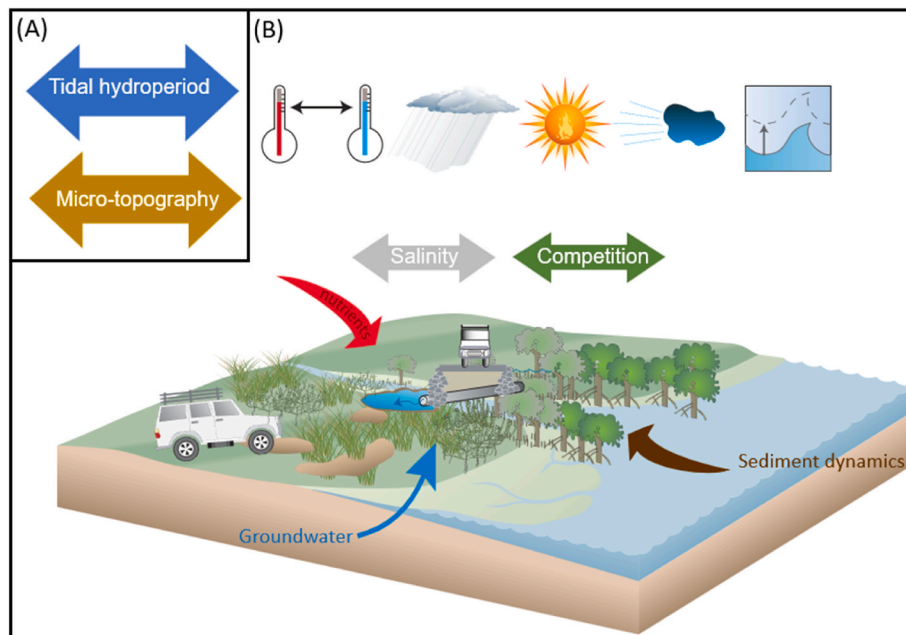 (A)
Tidal hydroperiod
Micro-topography
(B)
Salinity
Competition
nutrients
Sediment dynamics
Groundwater